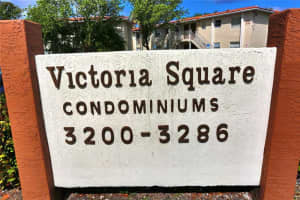 Victoria Square
CONDOMINIUMS
3200-3286